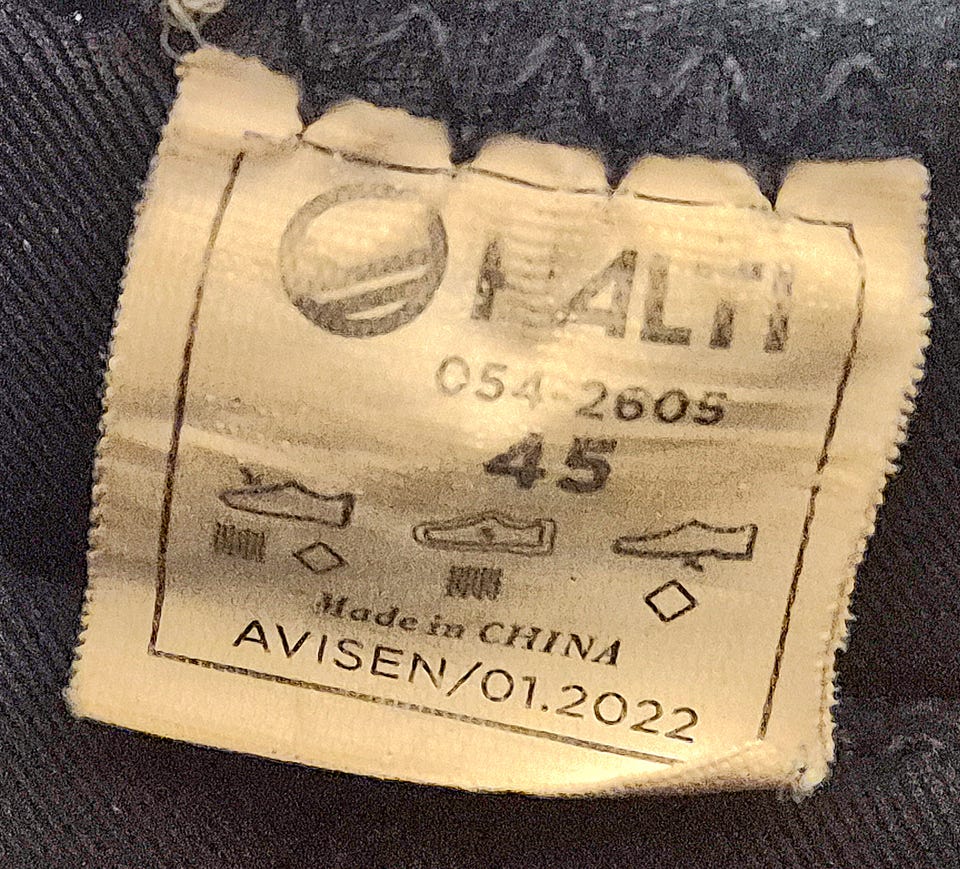 HALTI
054-2605
45
Made in CHINA
AVISEN/01.2022